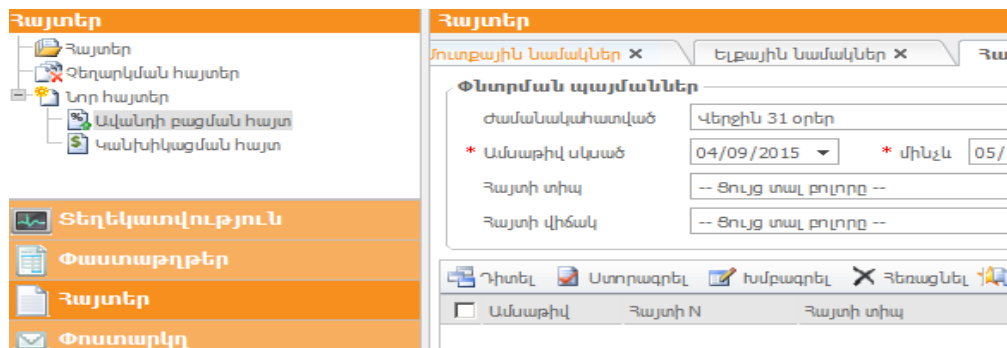 Հայտեր
Հայտեր
Չեղարկման հայտեր
Նոր հայտեր
Ավանդի բացման հայտ
Կանխիկացման հայտ
Տեղեկատվություն
Փաստաթղթեր
Հայտեր
Փոստարկղ
Հայտեր
մուտքային նամակներ Ելքային նամակներ Հա
Փնտրման պայմաններ
Ժամանակահատված Վերջին 31 օրեր
* Ամսաթիվ սկսած 04/09/2015 * մինչև 05/
Հայտի տիպ -- Ցույց տալ բոլորը --
Հայտի վիճակ -- Ցույց տալ բոլորը --
Դիտել Ստորագրել Խմբագրել Հեռացնել
Ամսաթիվ Հայտի N Հայտի տիպ